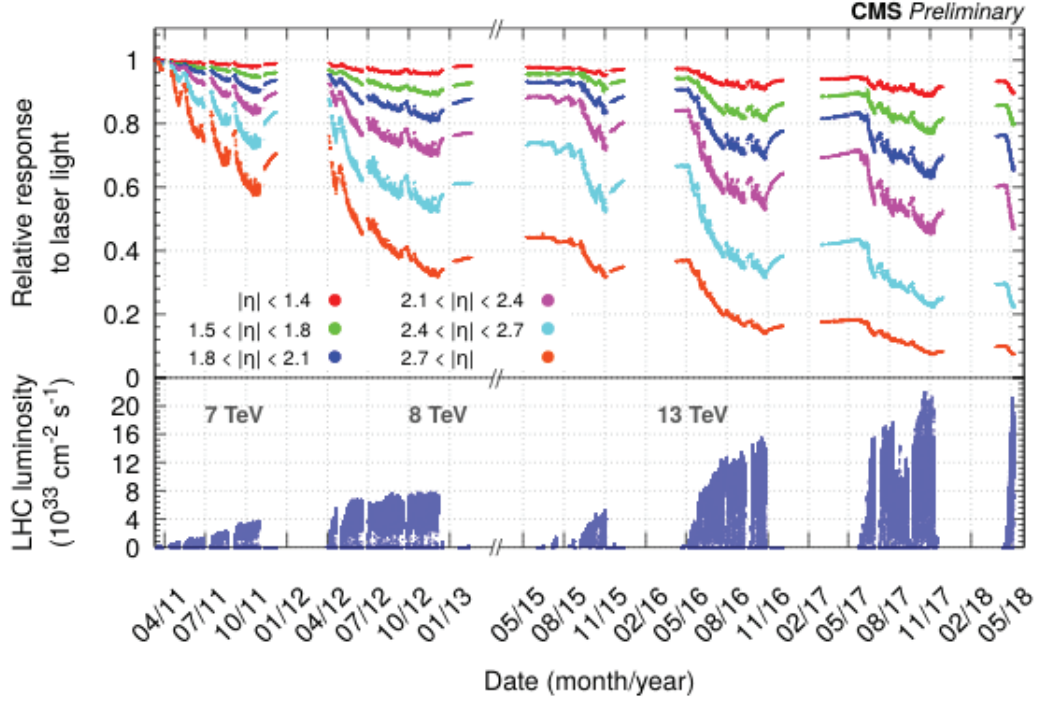 CMS Preliminary
Relative response
to laser light
1
0.8
0.6
0.4
0.2
0
|η| < 1.4
1.5 < |η| < 1.8
1.8 < |η| < 2.1
2.1 < |η| < 2.4
2.4 < |η| < 2.7
2.7 < |η|
LHC luminosity
(10³³ cm⁻² s⁻¹)
20
16
12
8
4
0
7 TeV
8 TeV
13 TeV
//
//
04/11
07/11
10/11
01/12
04/12
07/12
10/12
01/13
05/15
08/15
11/15
02/16
05/16
08/16
11/16
02/17
05/17
08/17
11/17
02/18
05/18
Date (month/year)